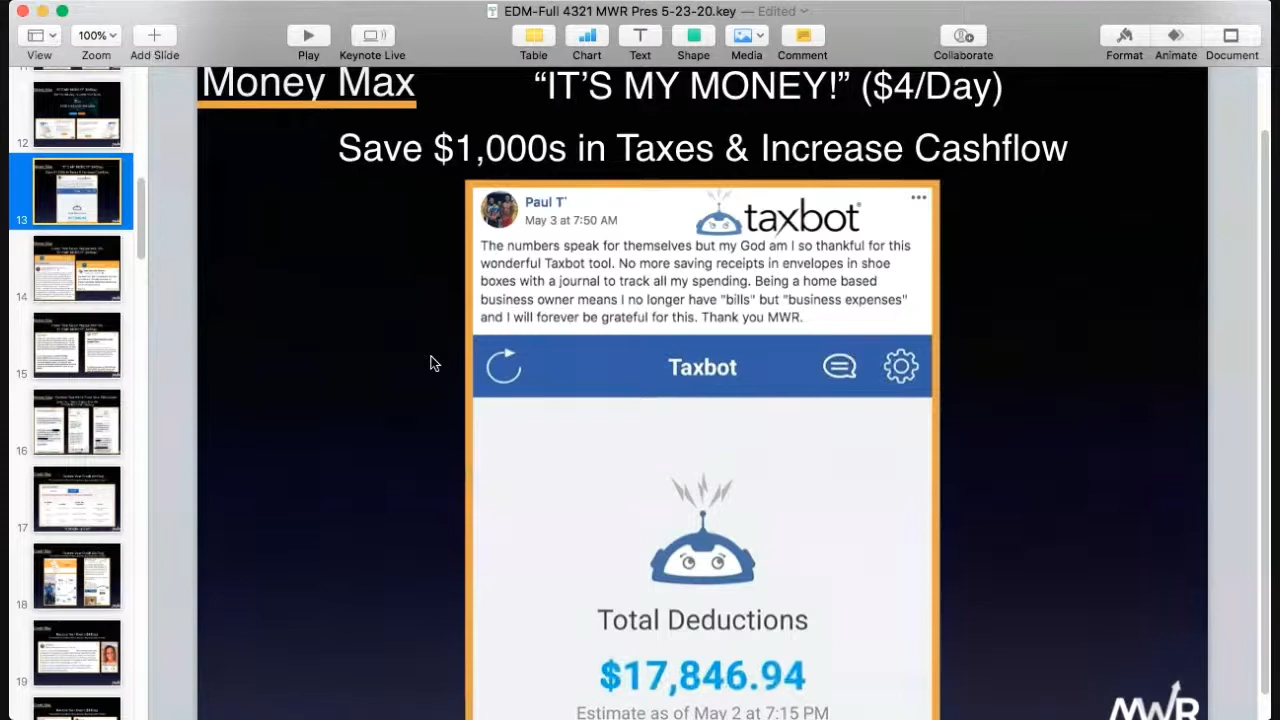 EDM-Full 4321 MWR Pres 5-23-20.key — Edited
100%
View Zoom Add Slide Play Keynote Live Table Chart Text Shape Media Comment Collaborate Format Animate Document
Money Max
“IT’S MY MONEY!” ($4/Day)
Save $1,000s in Taxes & Increase Cashflow
Paul T
May 3 at 7:50 AM
taxbot
The numbers speak for themselves but my God am I so thankful for this
wonderful Taxbot tool. No more saving receipts in envelopes in shoe
boxes with a journal to track all my spending. Being a home based
business owner means I no longer have "bills" but "business expenses"
and I will forever be grateful for this. Thank you MWR.
Taxbot
Total Deductions
$17,846.94
Estimate as of May 2 at 7:15 PM
MWR
12
13
14
15
16
17
18
19